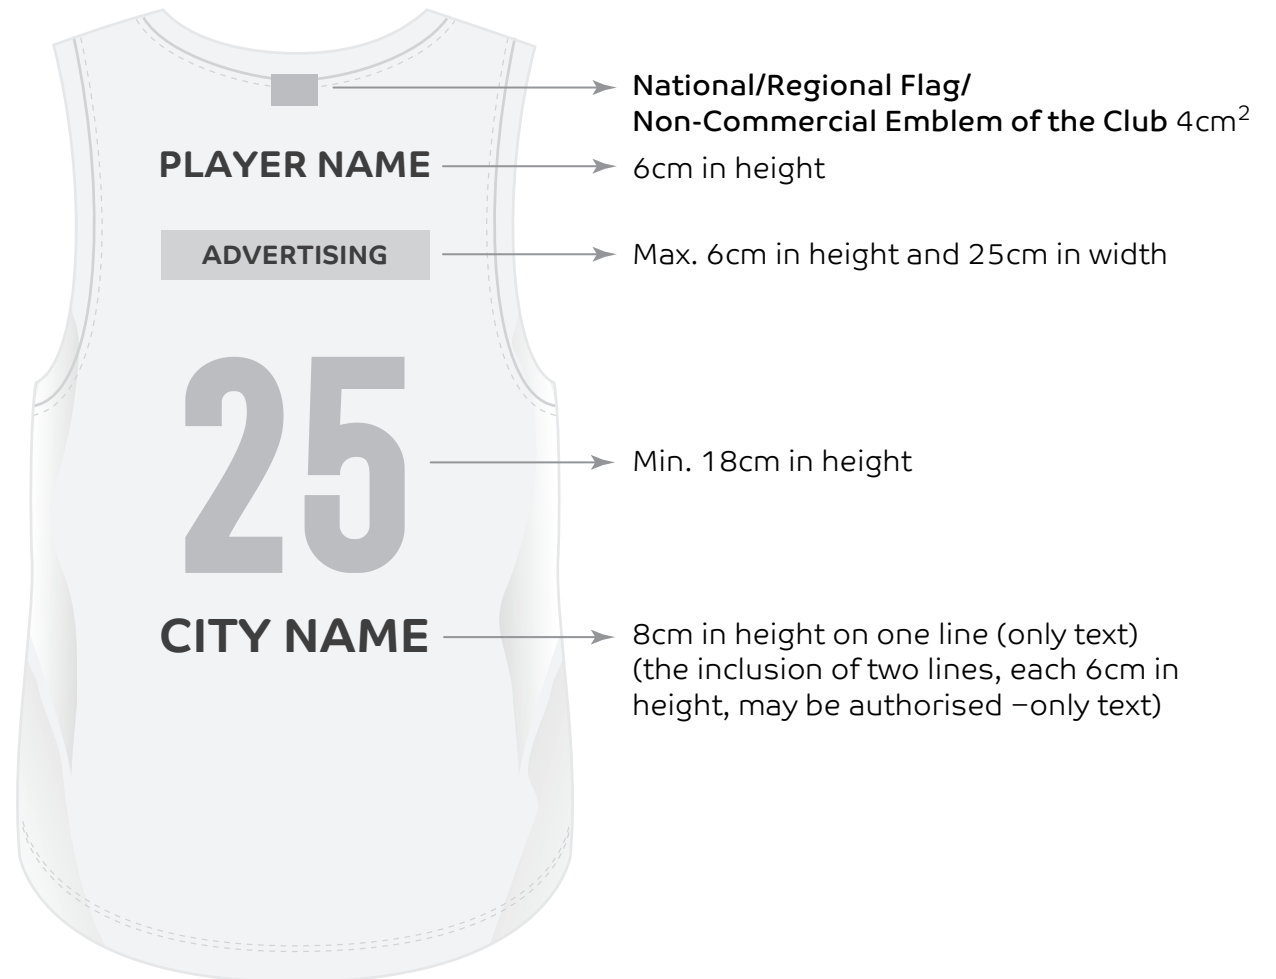 National/Regional Flag/
Non-Commercial Emblem of the Club 4cm²
PLAYER NAME
6cm in height
ADVERTISING
Max. 6cm in height and 25cm in width
25
Min. 18cm in height
CITY NAME
8cm in height on one line (only text)
(the inclusion of two lines, each 6cm in
height, may be authorised –only text)